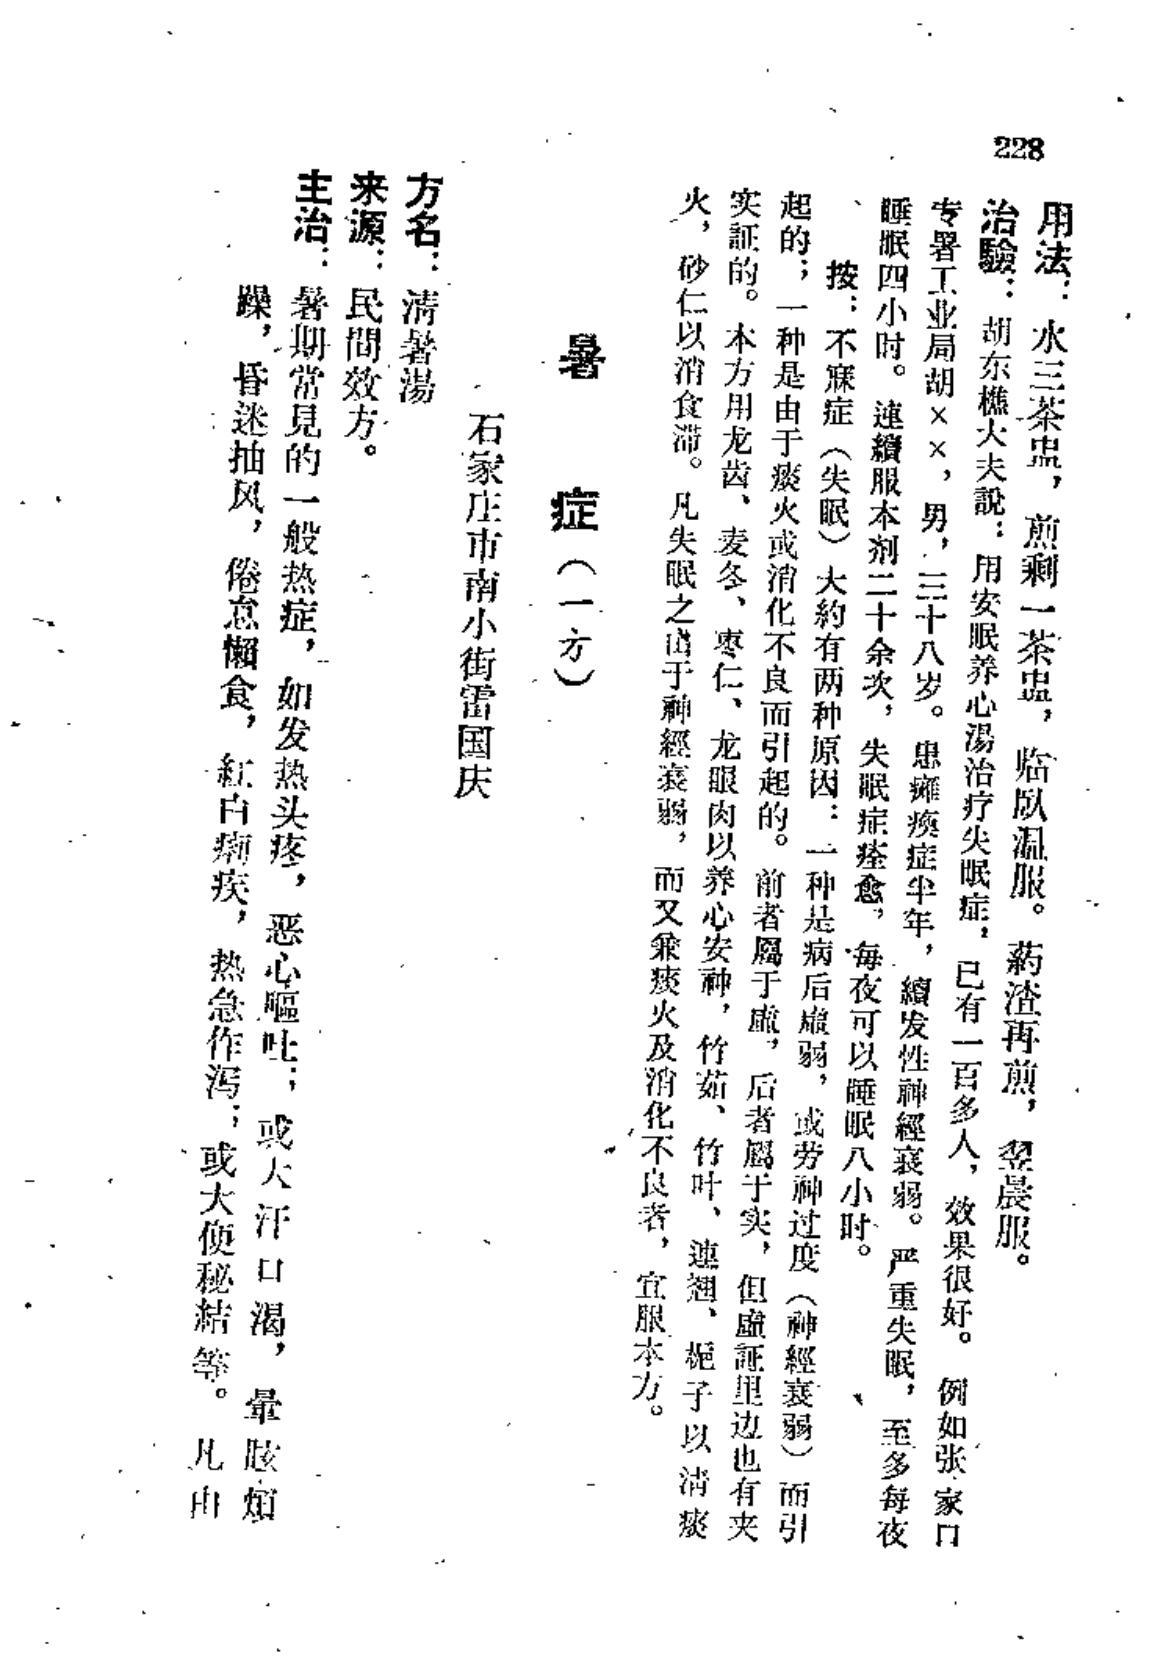 228
用法：水三茶盅，煎剩一茶盅，临臥温服。葯渣再煎，翌晨服。
治驗：胡东樵大夫說：用安眠养心湯治疗失眠症，已有一百多人，效果很好。例如张家口
专署工业局胡××，男，三十八岁。患瘫瘓症半年，續发性神經衰弱。严重失眠，至多每夜
睡眠四小时。連續服本剂二十余次，失眠症痊愈，每夜可以睡眠八小时。
按：不寐症（失眠）大約有两种原因：一种是病后虛弱，或劳神过度（神經衰弱）而引
起的；一种是由于痰火或消化不良而引起的。前者屬于虛，后者屬于实，但虛証里边也有夹
实証的。本方用龙齿、麦冬、枣仁、龙眼肉以养心安神，竹茹、竹叶、連翘、梔子以清痰
火，砂仁以消食滞。凡失眠之由于神經衰弱，而又兼痰火及消化不良者，宜服本方。
暑症（一方）
石家庄市南小街雷国庆
方名：清暑湯
来源：民間效方。
主治：暑期常見的一般热症，如发热头疼，恶心嘔吐；或大汗口渴，暈眩煩
躁，昏迷抽风，倦怠懶食，紅白痢疾，热急作泻；或大便秘結等。凡由